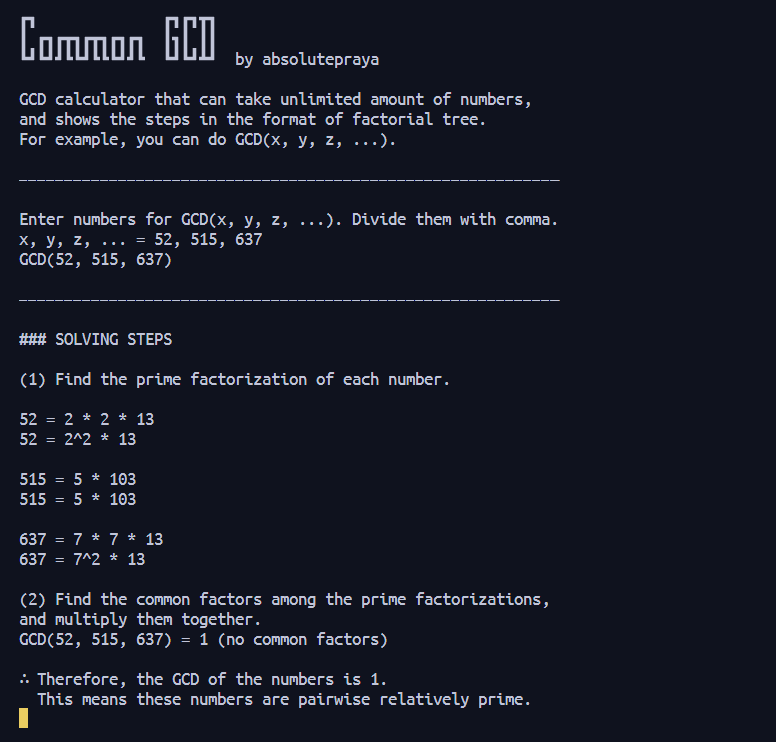 Common GCD by absolutepraya
GCD calculator that can take unlimited amount of numbers,
and shows the steps in the format of factorial tree.
For example, you can do GCD(x, y, z, ...).
____________________________________________________________
Enter numbers for GCD(x, y, z, ...). Divide them with comma.
x, y, z, ... = 52, 515, 637
GCD(52, 515, 637)
____________________________________________________________
### SOLVING STEPS
(1) Find the prime factorization of each number.
52 = 2 * 2 * 13
52 = 2^2 * 13
515 = 5 * 103
515 = 5 * 103
637 = 7 * 7 * 13
637 = 7^2 * 13
(2) Find the common factors among the prime factorizations,
and multiply them together.
GCD(52, 515, 637) = 1 (no common factors)
∴ Therefore, the GCD of the numbers is 1.
This means these numbers are pairwise relatively prime.